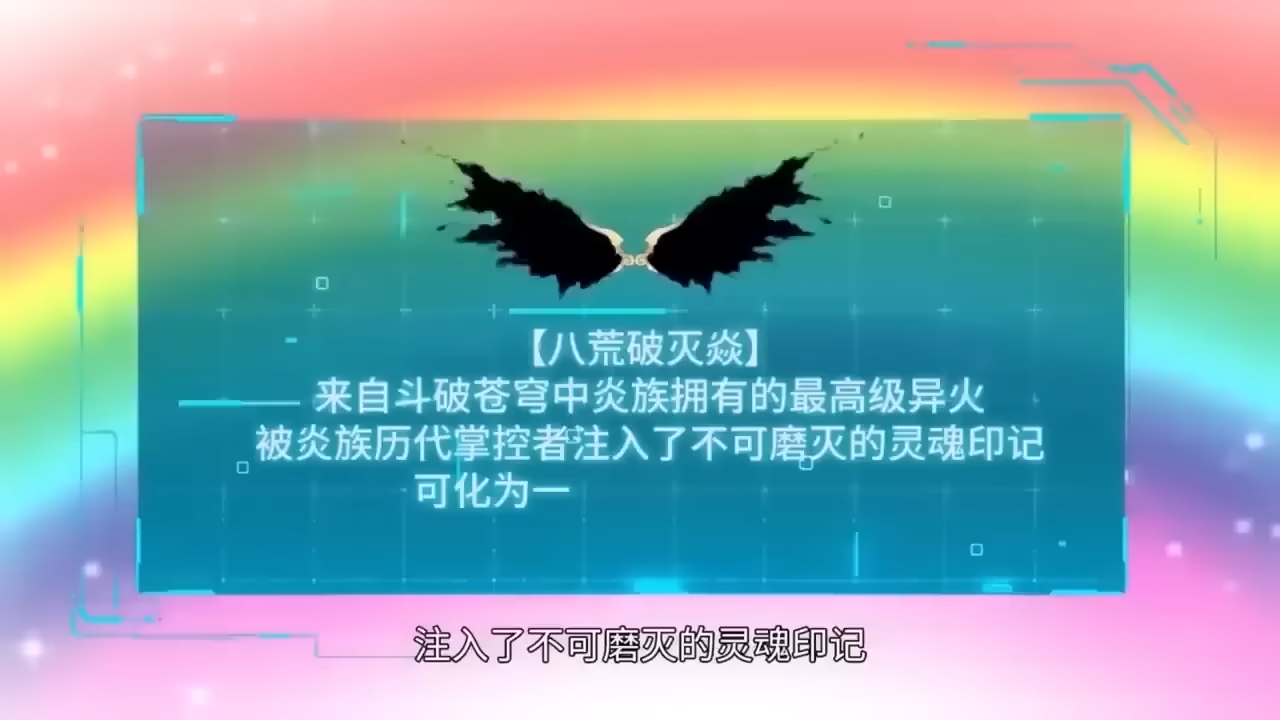 【八荒破灭焱】
来自斗破苍穹中炎族拥有的最高级异火
被炎族历代掌控者注入了不可磨灭的灵魂印记
可化为一
注入了不可磨灭的灵魂印记